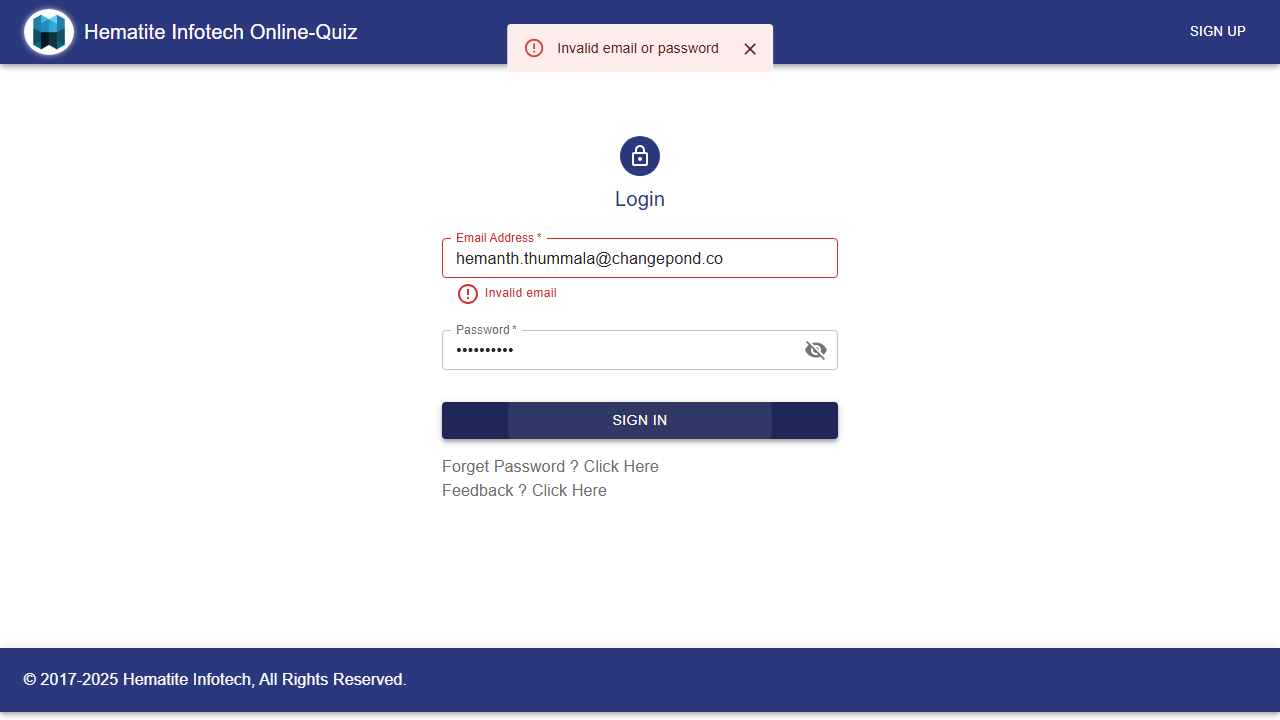 Hematite Infotech Online-Quiz
Invalid email or password
SIGN UP
Login
Email Address *
hemanth.thummala@changepond.co
Invalid email
Password *
••••••••••
SIGN IN
Forget Password ? Click Here
Feedback ? Click Here
© 2017-2025 Hematite Infotech, All Rights Reserved.